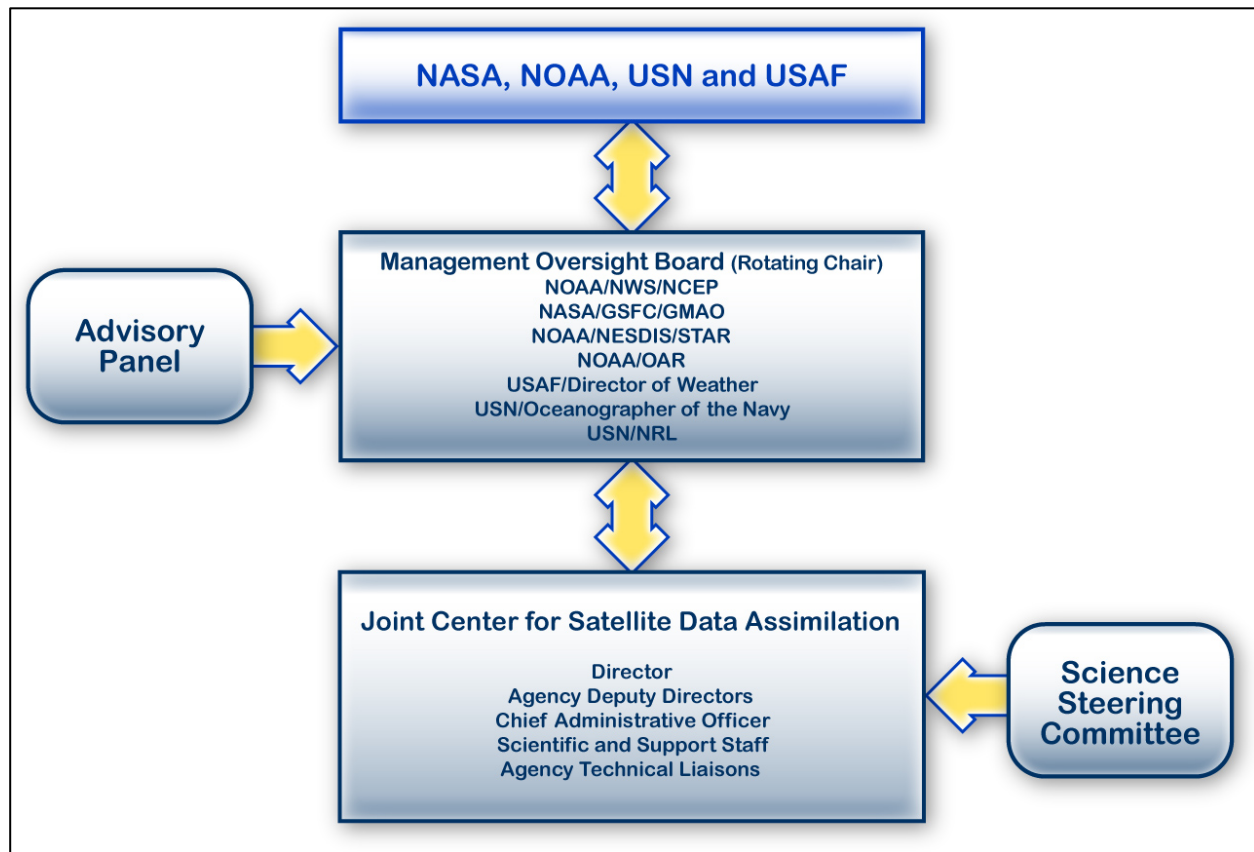 NASA, NOAA, USN and USAF
Management Oversight Board (Rotating Chair)
NOAA/NWS/NCEP
NASA/GSFC/GMAO
NOAA/NESDIS/STAR
NOAA/OAR
USAF/Director of Weather
USN/Oceanographer of the Navy
USN/NRL
Advisory
Panel
Joint Center for Satellite Data Assimilation
Director
Agency Deputy Directors
Chief Administrative Officer
Scientific and Support Staff
Agency Technical Liaisons
Science
Steering
Committee